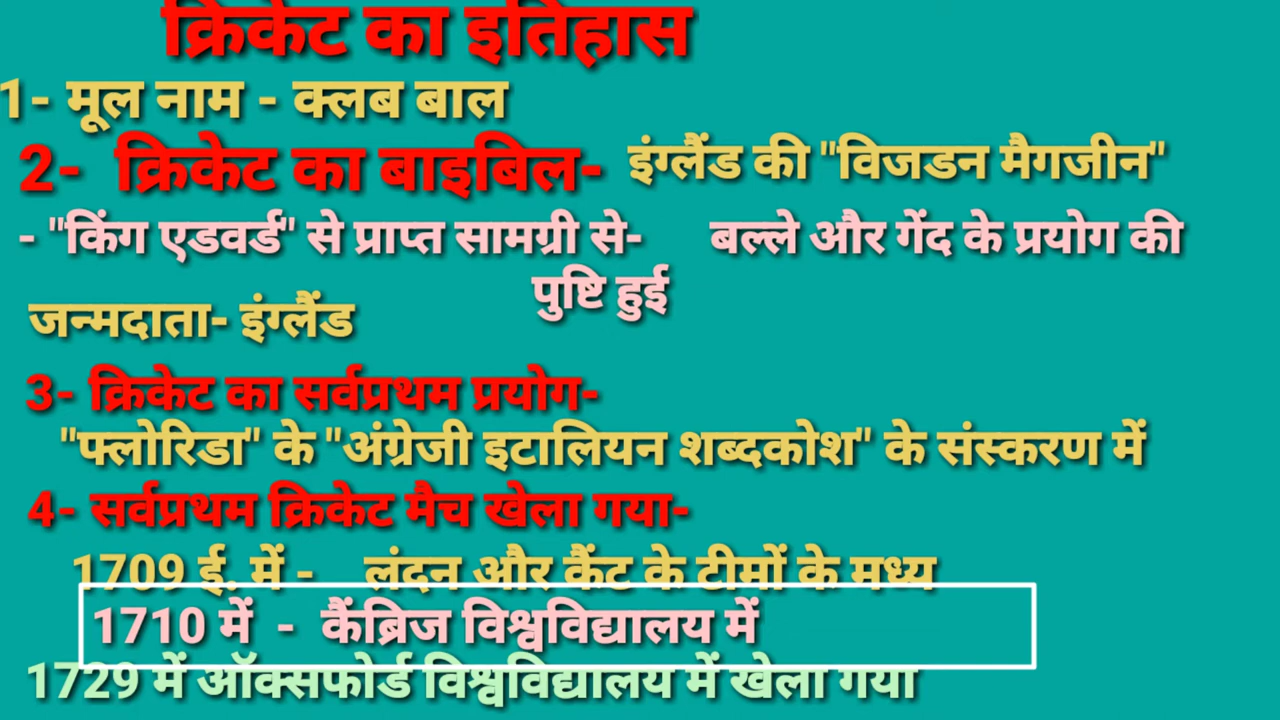 क्रिकेट का इतिहास
1- मूल नाम - क्लब बाल
2- क्रिकेट का बाइबिल- इंग्लैंड की "विजडन मैगजीन"
- "किंग एडवर्ड" से प्राप्त सामग्री से- बल्ले और गेंद के प्रयोग की
पुष्टि हुई
जन्मदाता- इंग्लैंड
3- क्रिकेट का सर्वप्रथम प्रयोग-
"फ्लोरिडा" के "अंग्रेजी इटालियन शब्दकोश" के संस्करण में
4- सर्वप्रथम क्रिकेट मैच खेला गया-
1709 ई. में - लंदन और कैंट के टीमों के मध्य
1710 में - कैंब्रिज विश्वविद्यालय में
1729 में ऑक्सफोर्ड विश्वविद्यालय में खेला गया